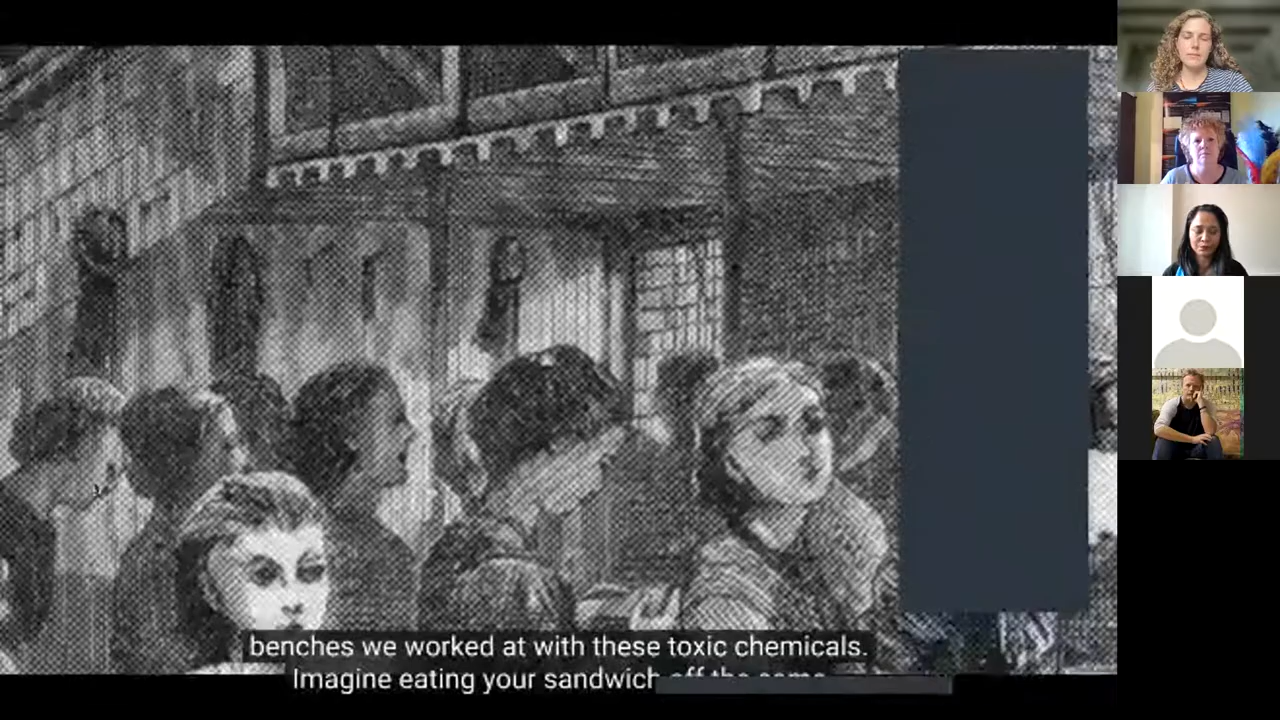 benches we worked at with these toxic chemicals.
Imagine eating your sandwich